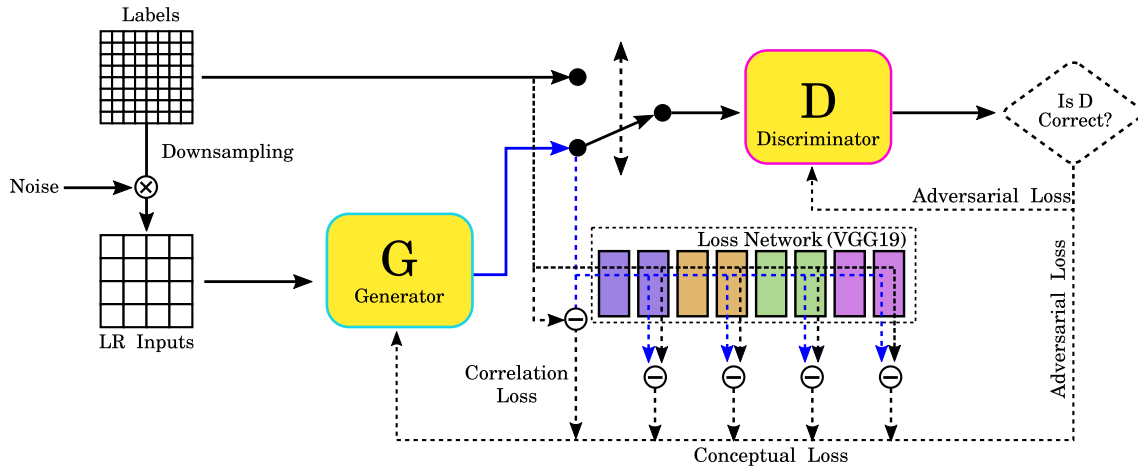 Labels
Downsampling
Noise
LR Inputs
G
Generator
D
Discriminator
Is D
Correct?
Adversarial Loss
Loss Network (VGG19)
Adversarial Loss
Correlation
Loss
Conceptual Loss